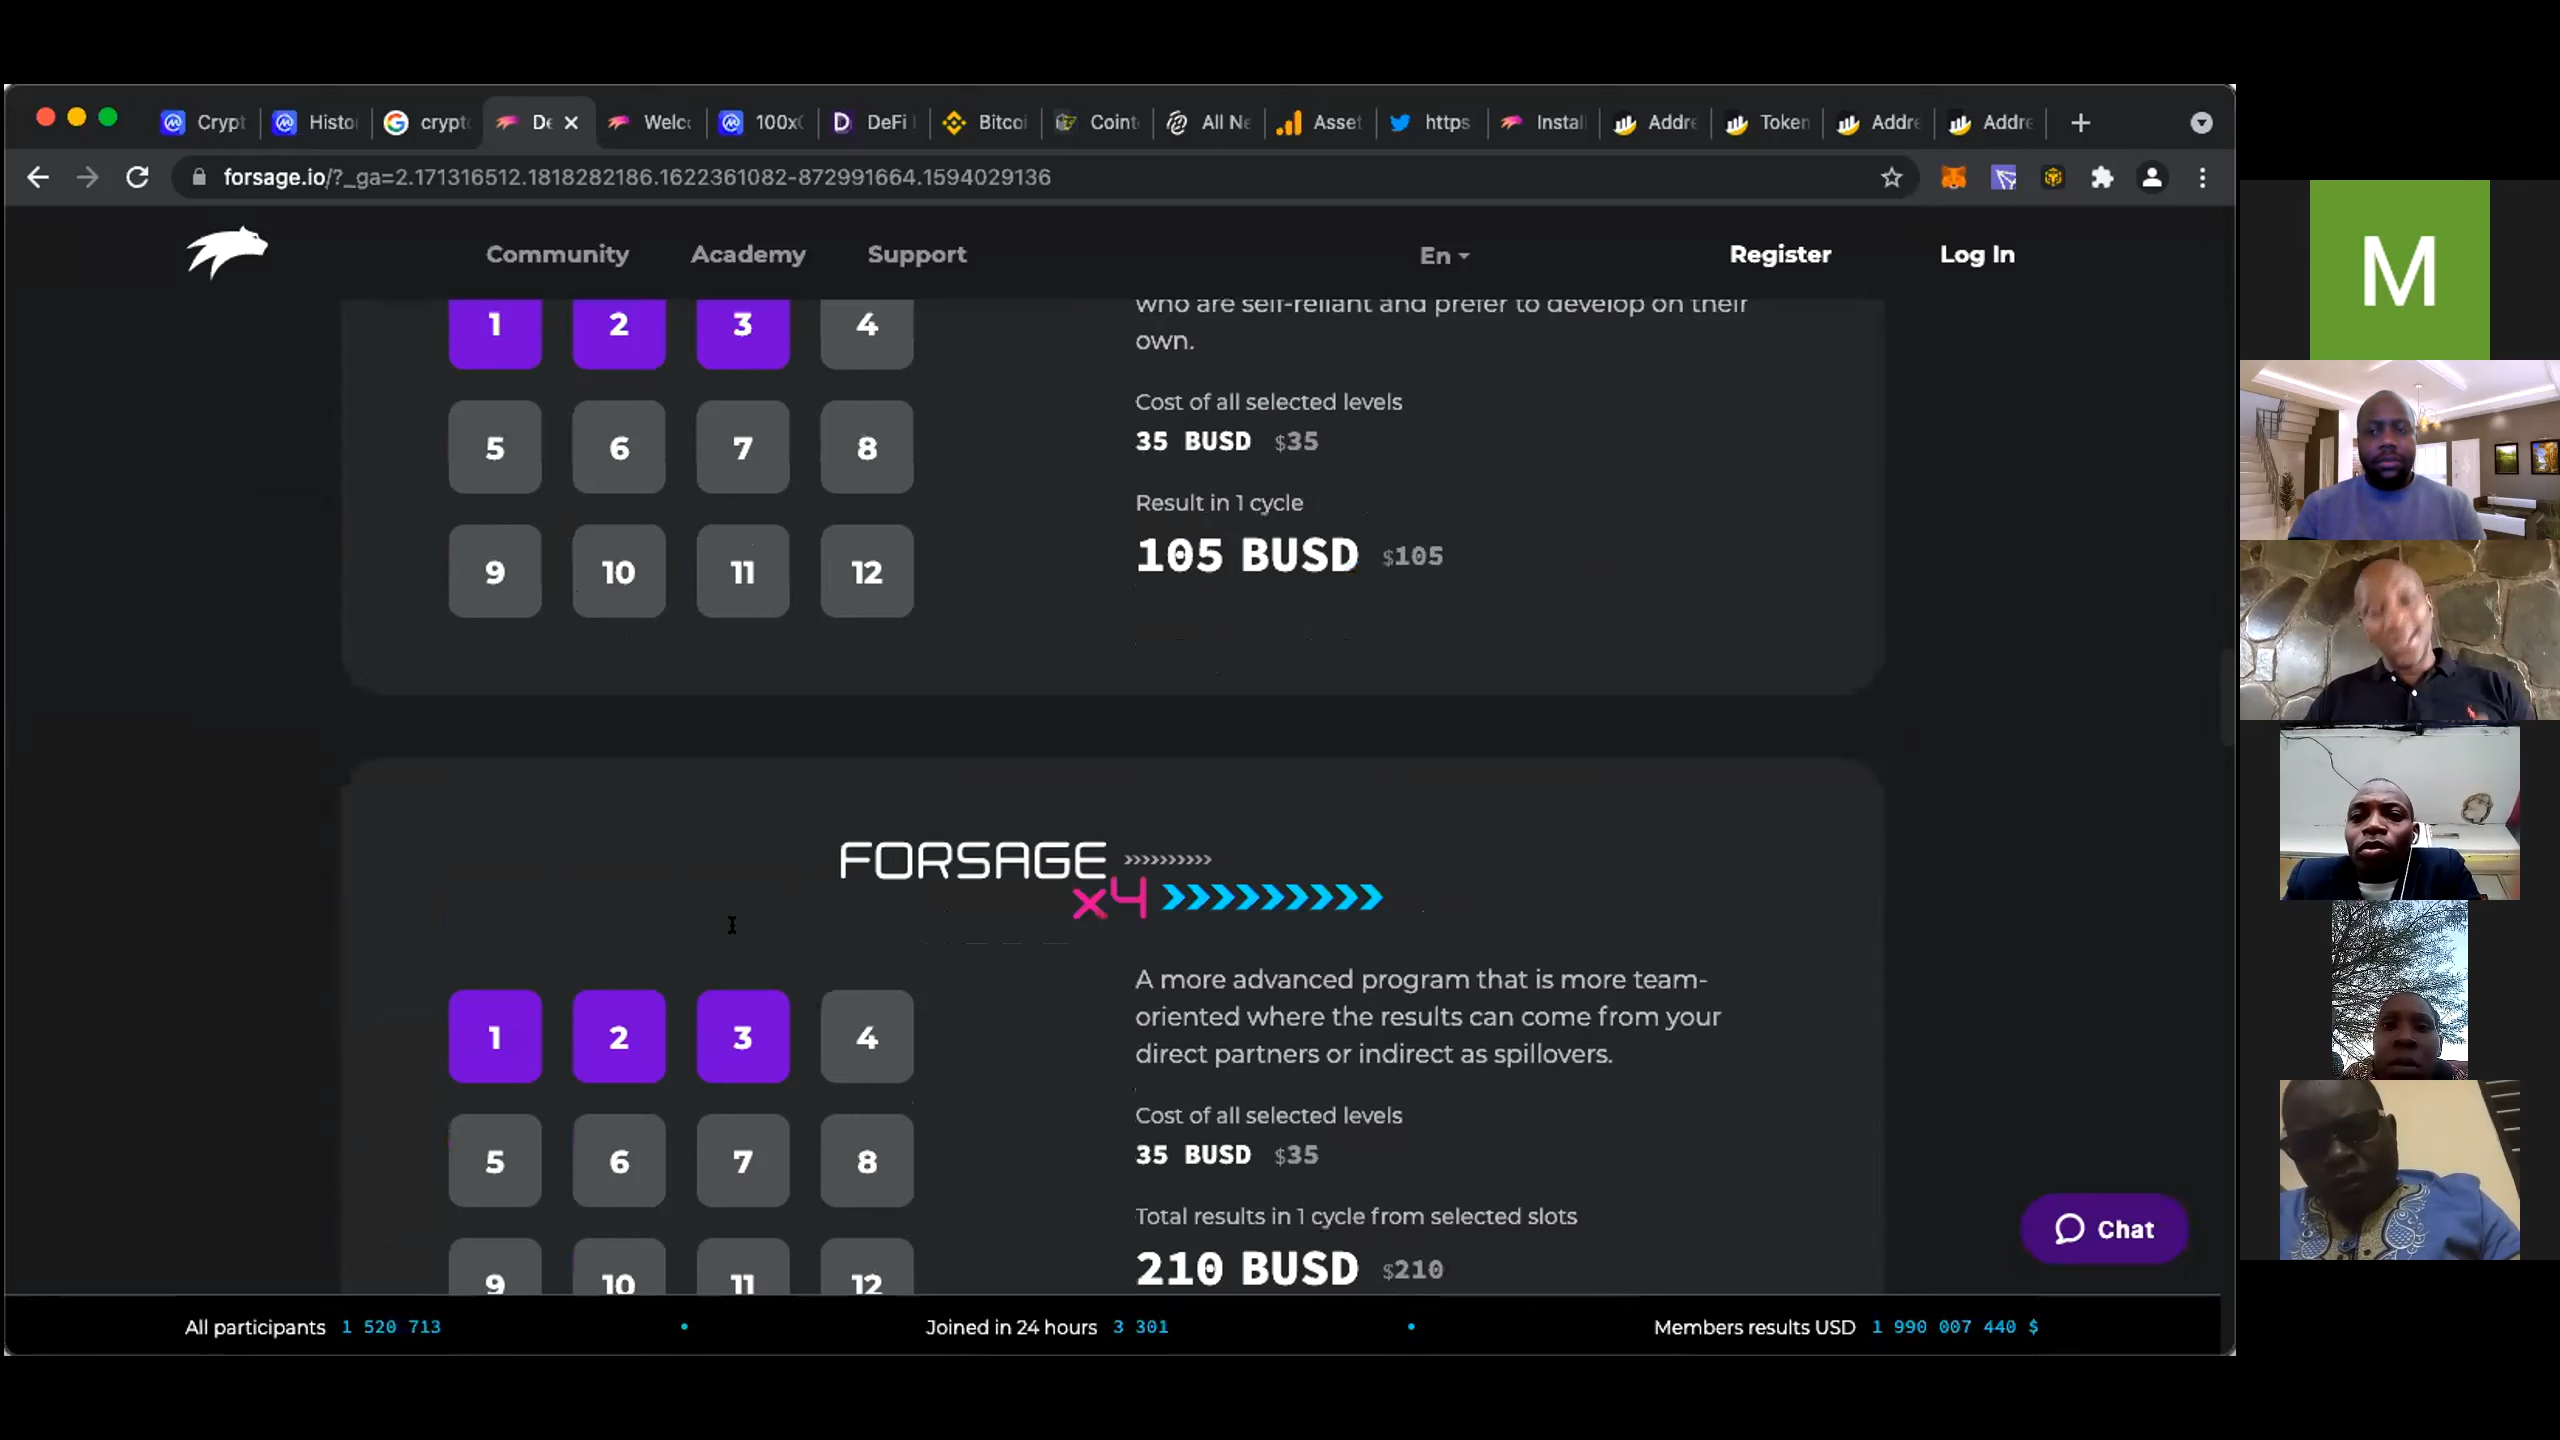 Crypt
Histo
crypto
De
Welco
100x
DeFi
Bitcoi
Coint
All Ne
Asset
https
Install
Addre
Token
Addre
Addre
forsage.io/?_ga=2.171316512.1818282186.1622361082-872991664.1594029136
Community Academy Support En Register Log In
1 2 3 4
5 6 7 8
9 10 11 12
who are self-reliant and prefer to develop on their
own.
Cost of all selected levels
35 BUSD $35
Result in 1 cycle
105 BUSD $105
FORSAGE
x4
1 2 3 4
5 6 7 8
9 10 11 12
A more advanced program that is more team-
oriented where the results can come from your
direct partners or indirect as spillovers.
Cost of all selected levels
35 BUSD $35
Total results in 1 cycle from selected slots
210 BUSD $210
Chat
All participants 1 520 713 • Joined in 24 hours 3 301 • Members results USD 1 990 007 440 $
M